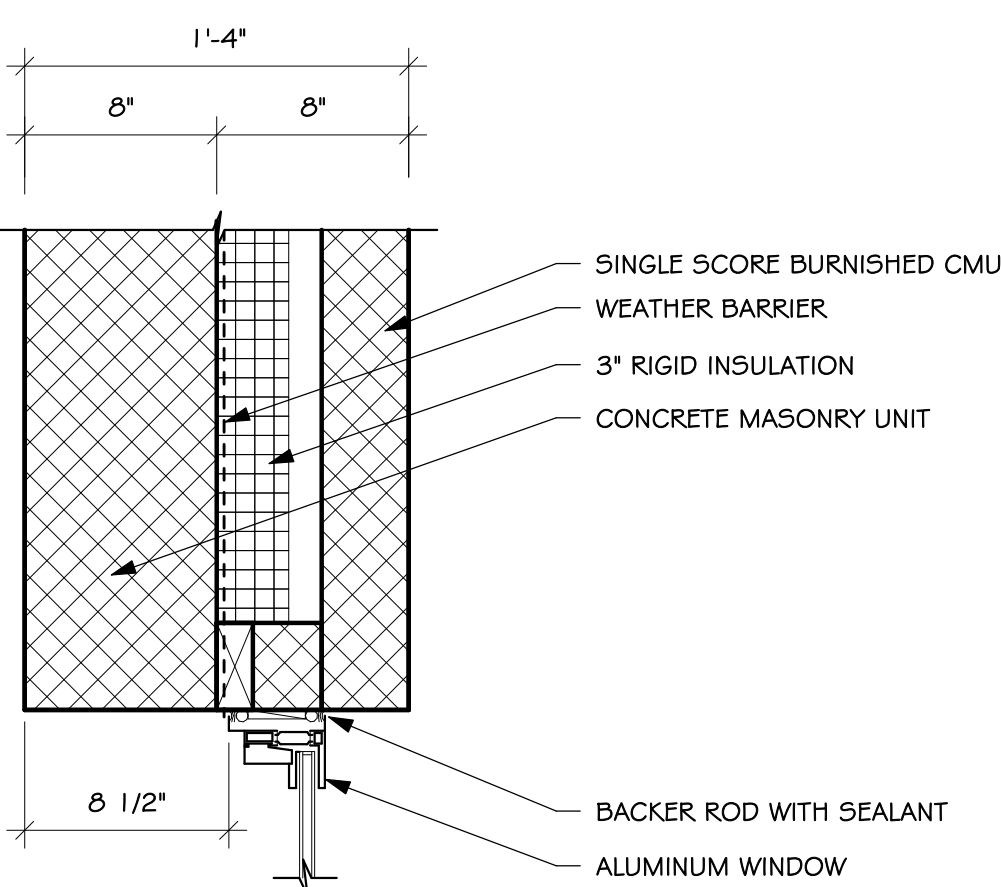 1'-4"
8"
8"
SINGLE SCORE BURNISHED CMU
WEATHER BARRIER
3" RIGID INSULATION
CONCRETE MASONRY UNIT
8 1/2"
BACKER ROD WITH SEALANT
ALUMINUM WINDOW